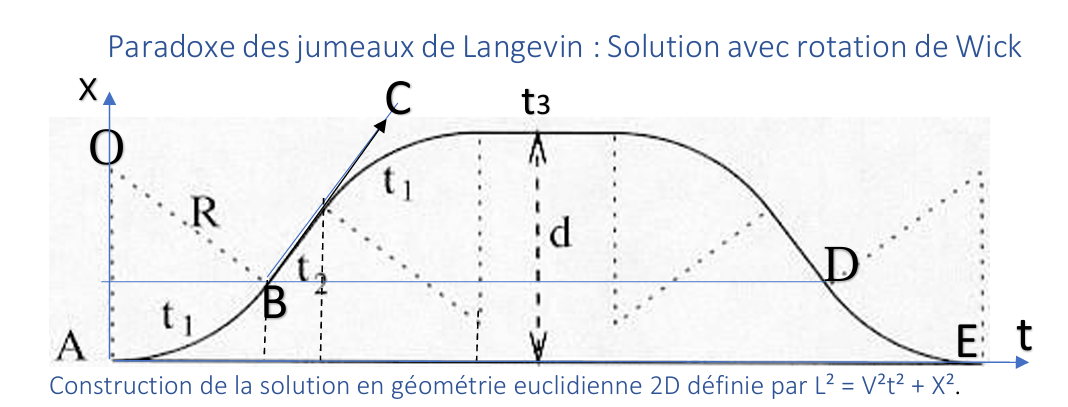 Paradoxe des jumeaux de Langevin : Solution avec rotation de Wick
x
C
t3
O
t1
R
d
t2
D
B
t1
A
E
t
Construction de la solution en géométrie euclidienne 2D définie par L² = V²t² + X².